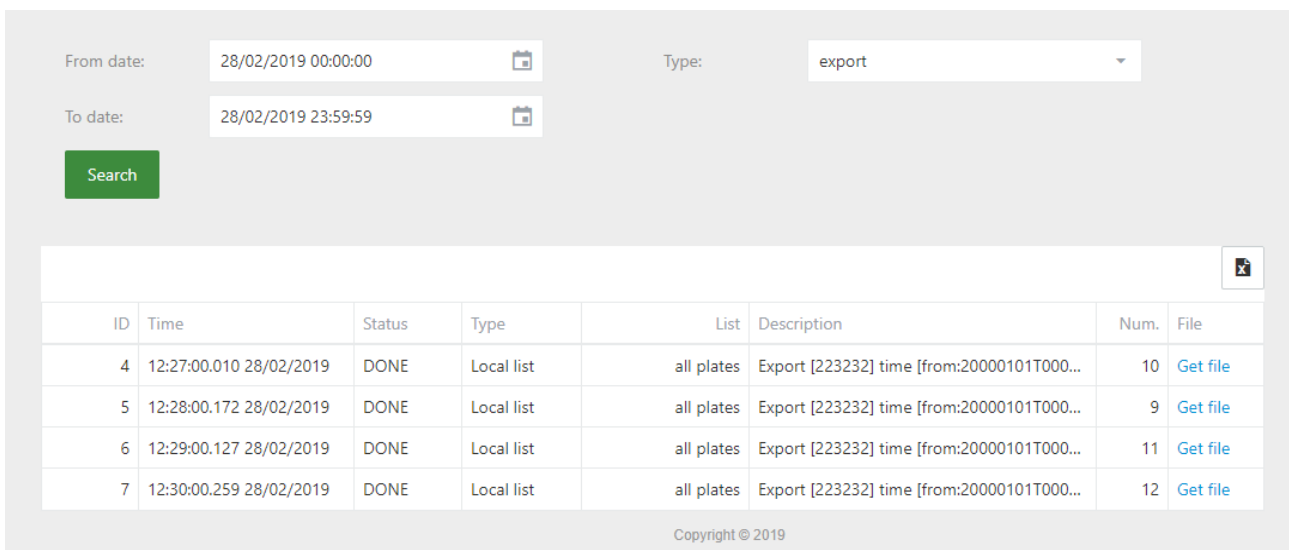 From date: 28/02/2019 00:00:00 Type: export
To date: 28/02/2019 23:59:59
Search
ID Time Status Type List Description Num. File
4 12:27:00.010 28/02/2019 DONE Local list all plates Export [223232] time [from:20000101T000... 10 Get file
5 12:28:00.172 28/02/2019 DONE Local list all plates Export [223232] time [from:20000101T000... 9 Get file
6 12:29:00.127 28/02/2019 DONE Local list all plates Export [223232] time [from:20000101T000... 11 Get file
7 12:30:00.259 28/02/2019 DONE Local list all plates Export [223232] time [from:20000101T000... 12 Get file
Copyright © 2019